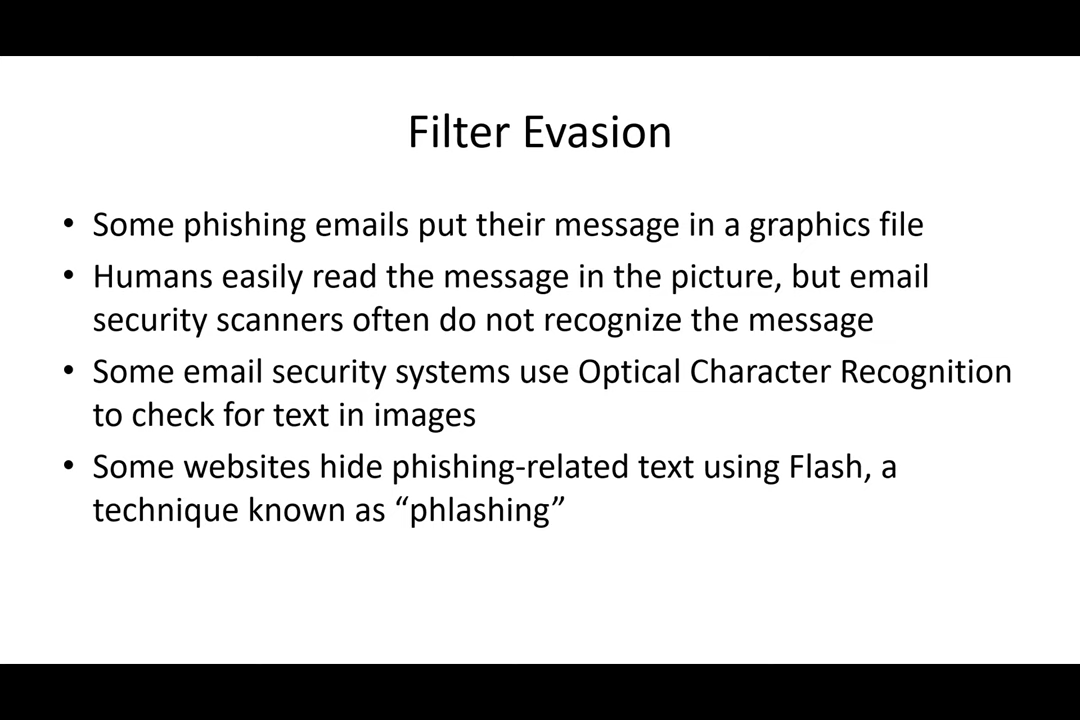 Filter Evasion
• Some phishing emails put their message in a graphics file
• Humans easily read the message in the picture, but email
security scanners often do not recognize the message
• Some email security systems use Optical Character Recognition
to check for text in images
• Some websites hide phishing-related text using Flash, a
technique known as “phlashing”